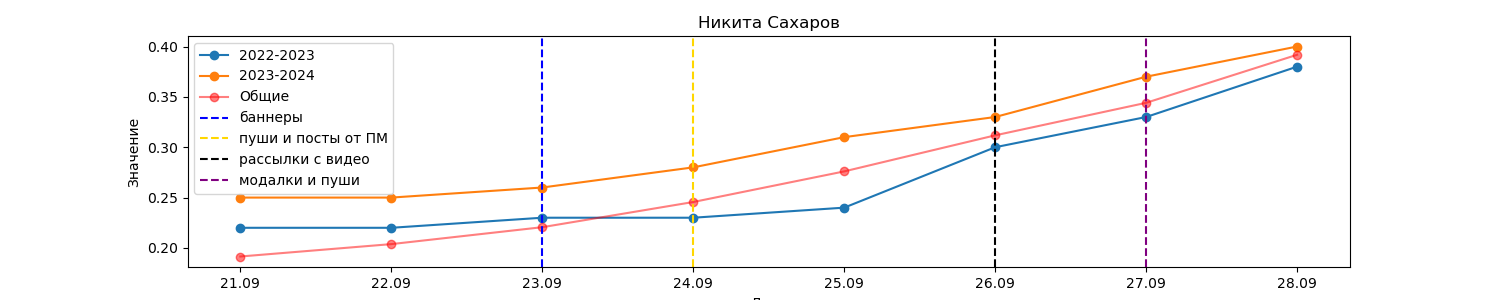 Никита Сахаров
Значение
0.40
0.35
0.30
0.25
0.20
2022-2023
2023-2024
Общие
баннеры
пуши и посты от ПМ
рассылки с видео
модалки и пуши
21.09 22.09 23.09 24.09 25.09 26.09 27.09 28.09